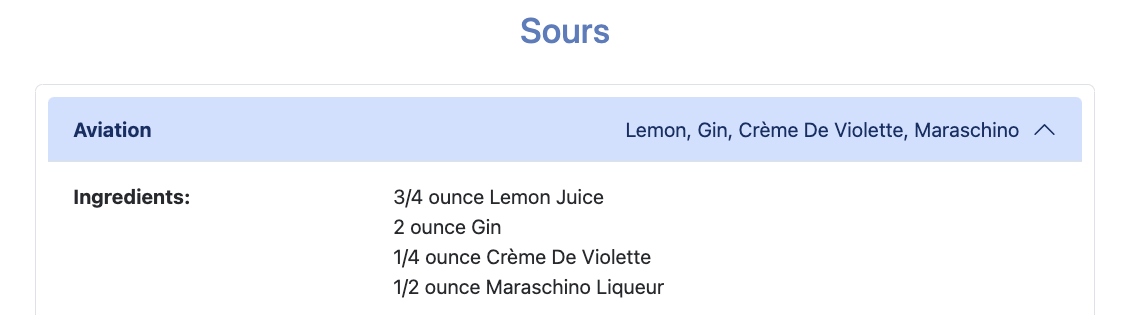 Sours
Aviation Lemon, Gin, Crème De Violette, Maraschino
Ingredients: 3/4 ounce Lemon Juice
2 ounce Gin
1/4 ounce Crème De Violette
1/2 ounce Maraschino Liqueur